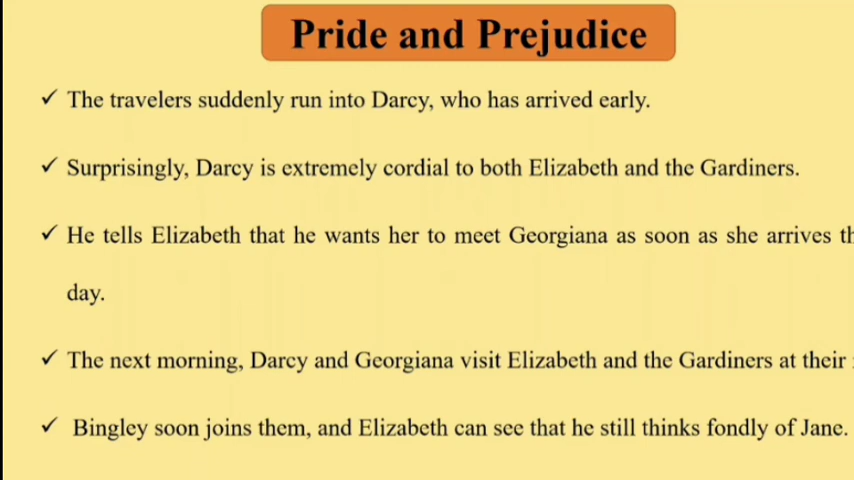 Pride and Prejudice
✓ The travelers suddenly run into Darcy, who has arrived early.
✓ Surprisingly, Darcy is extremely cordial to both Elizabeth and the Gardiners.
✓ He tells Elizabeth that he wants her to meet Georgiana as soon as she arrives
day.
✓ The next morning, Darcy and Georgiana visit Elizabeth and the Gardiners at their
✓ Bingley soon joins them, and Elizabeth can see that he still thinks fondly of Jane.